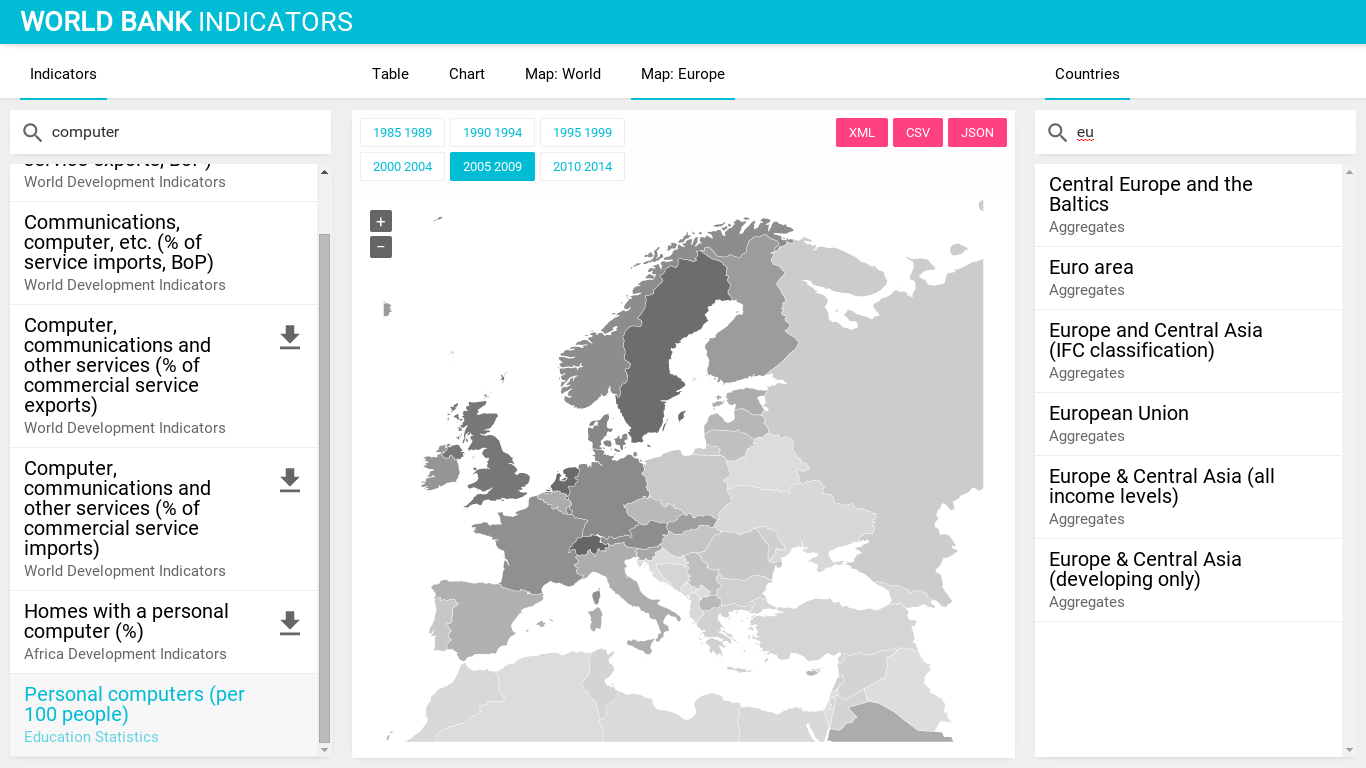 WORLD BANK INDICATORS
Indicators
Table
Chart
Map: World
Map: Europe
Countries
computer
World Development Indicators
Communications,
computer, etc. (% of
service imports, BoP)
World Development Indicators
Computer,
communications and
other services (% of
commercial service
exports)
World Development Indicators
Computer,
communications and
other services (% of
commercial service
imports)
World Development Indicators
Homes with a personal
computer (%)
Africa Development Indicators
Personal computers (per
100 people)
Education Statistics
1985 1989
1990 1994
1995 1999
2000 2004
2005 2009
2010 2014
XML
CSV
JSON
+
−
eu
Central Europe and the
Baltics
Aggregates
Euro area
Aggregates
Europe and Central Asia
(IFC classification)
Aggregates
European Union
Aggregates
Europe & Central Asia (all
income levels)
Aggregates
Europe & Central Asia
(developing only)
Aggregates